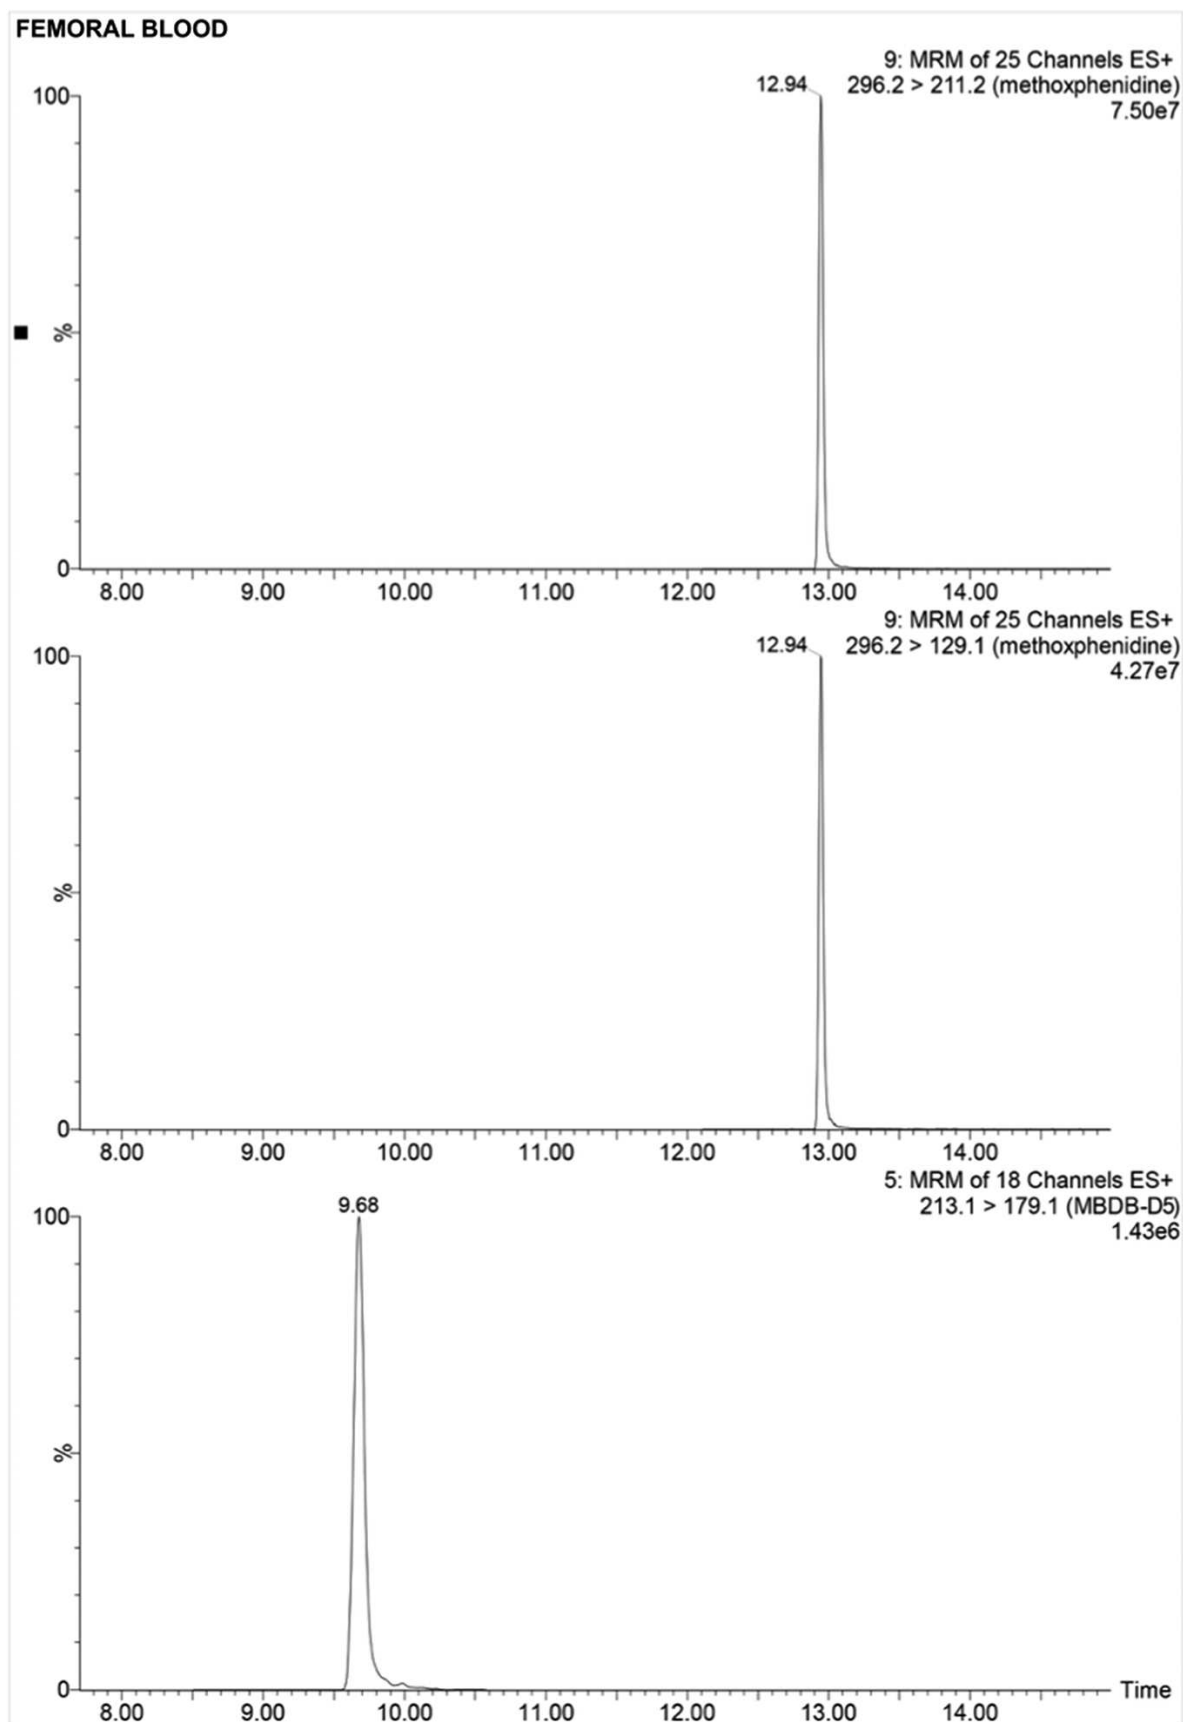 FEMORAL BLOOD
9: MRM of 25 Channels ES+
12.94 296.2 > 211.2 (methoxphenidine)
7.50e7
100
%
0
8.00 9.00 10.00 11.00 12.00 13.00 14.00
9: MRM of 25 Channels ES+
12.94 296.2 > 129.1 (methoxphenidine)
4.27e7
100
%
0
8.00 9.00 10.00 11.00 12.00 13.00 14.00
5: MRM of 18 Channels ES+
9.68 213.1 > 179.1 (MBDB-D5)
1.43e6
100
%
0
Time
8.00 9.00 10.00 11.00 12.00 13.00 14.00